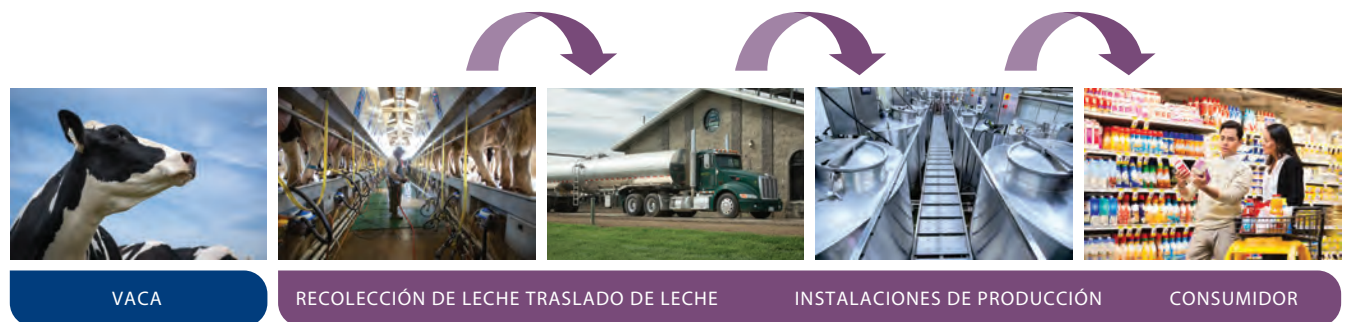 VACA
RECOLECCIÓN DE LECHE
TRASLADO DE LECHE
INSTALACIONES DE PRODUCCIÓN
CONSUMIDOR